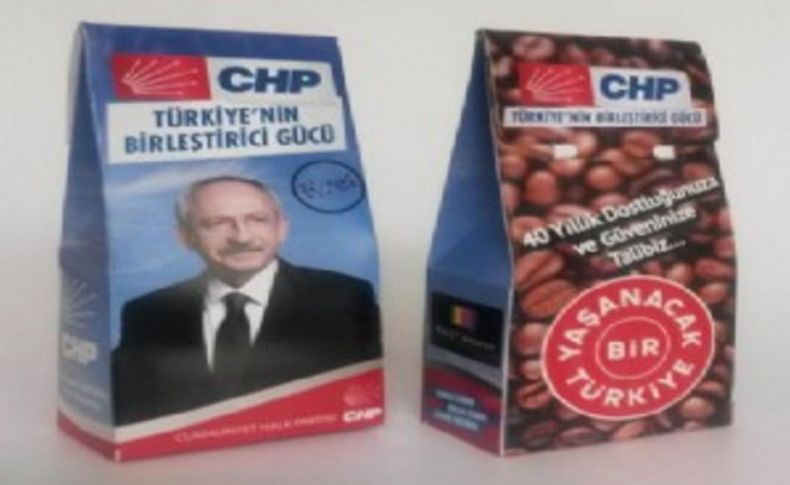 CHP
TÜRKİYE'NİN
BİRLEŞTİRİCİ GÜCÜ
CHP
CUMHURİYET HALK PARTİSİ
CHP
CHP
TÜRKİYE'NİN BİRLEŞTİRİCİ GÜCÜ
40 Yıllık Dostluğunuza
ve Güveninize
Talibiz...
YAŞANACAK
BİR
TÜRKİYE